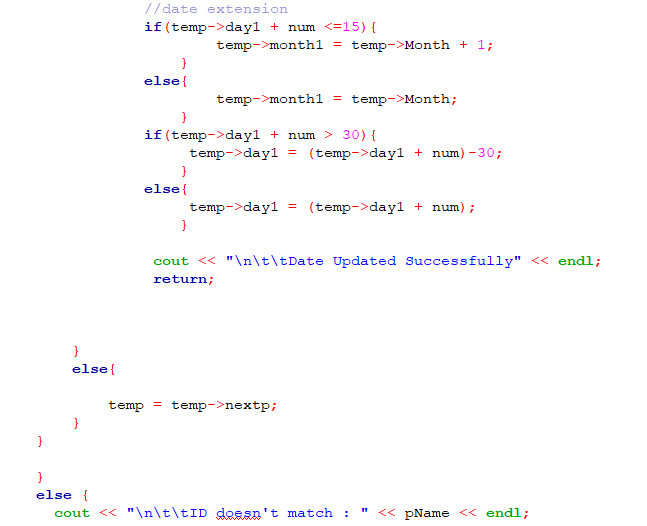 //date extension
if(temp->day1 + num <=15){
temp->month1 = temp->Month + 1;
}
else{
temp->month1 = temp->Month;
}
if(temp->day1 + num > 30){
temp->day1 = (temp->day1 + num)-30;
}
else{
temp->day1 = (temp->day1 + num);
}
cout << "\n\t\tDate Updated Successfully" << endl;
return;
}
else{
temp = temp->nextp;
}
}
}
else {
cout << "\n\t\tID doesn't match : " << pName << endl;